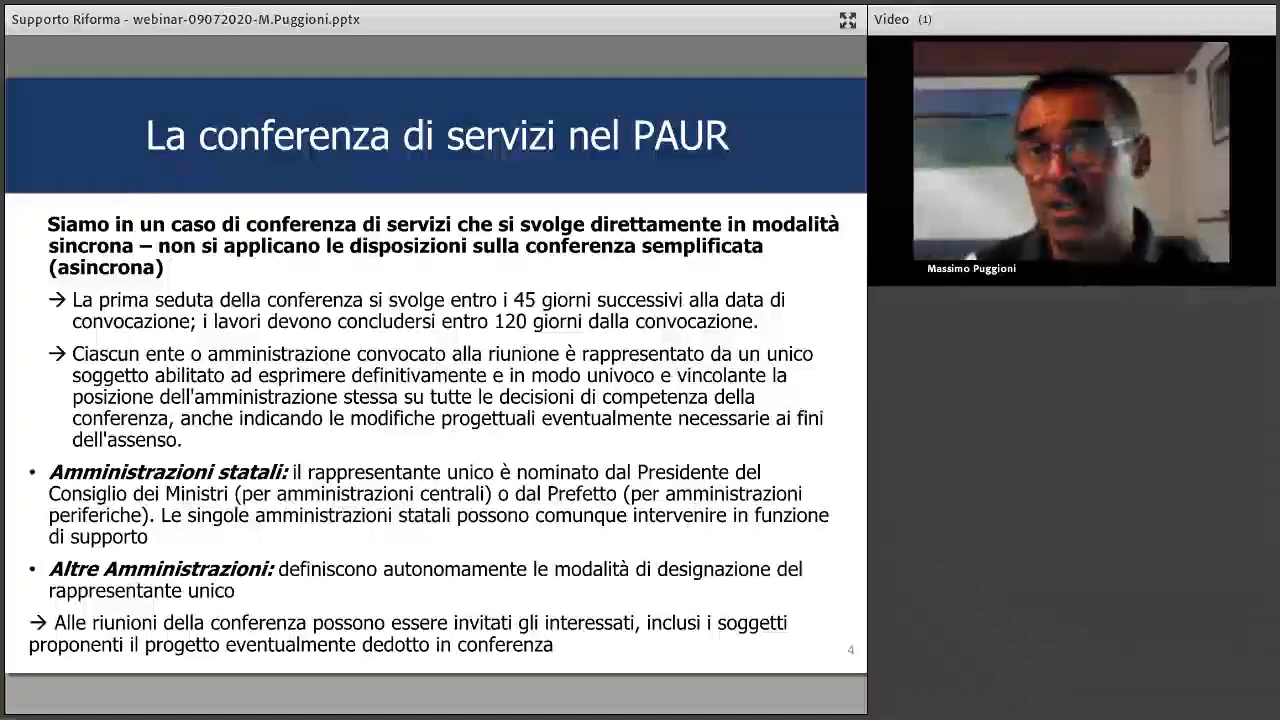 Supporto Riforma - webinar-09072020-M.Puggioni.pptx
Video (1)
La conferenza di servizi nel PAUR
Siamo in un caso di conferenza di servizi che si svolge direttamente in modalità
sincrona – non si applicano le disposizioni sulla conferenza semplificata
(asincrona)
→ La prima seduta della conferenza si svolge entro i 45 giorni successivi alla data di
convocazione; i lavori devono concludersi entro 120 giorni dalla convocazione.
→ Ciascun ente o amministrazione convocato alla riunione è rappresentato da un unico
soggetto abilitato ad esprimere definitivamente e in modo univoco e vincolante la
posizione dell'amministrazione stessa su tutte le decisioni di competenza della
conferenza, anche indicando le modifiche progettuali eventualmente necessarie ai fini
dell'assenso.
• Amministrazioni statali: il rappresentante unico è nominato dal Presidente del
Consiglio dei Ministri (per amministrazioni centrali) o dal Prefetto (per amministrazioni
periferiche). Le singole amministrazioni statali possono comunque intervenire in funzione
di supporto
• Altre Amministrazioni: definiscono autonomamente le modalità di designazione del
rappresentante unico
→ Alle riunioni della conferenza possono essere invitati gli interessati, inclusi i soggetti
proponenti il progetto eventualmente dedotto in conferenza
4
Massimo Puggioni